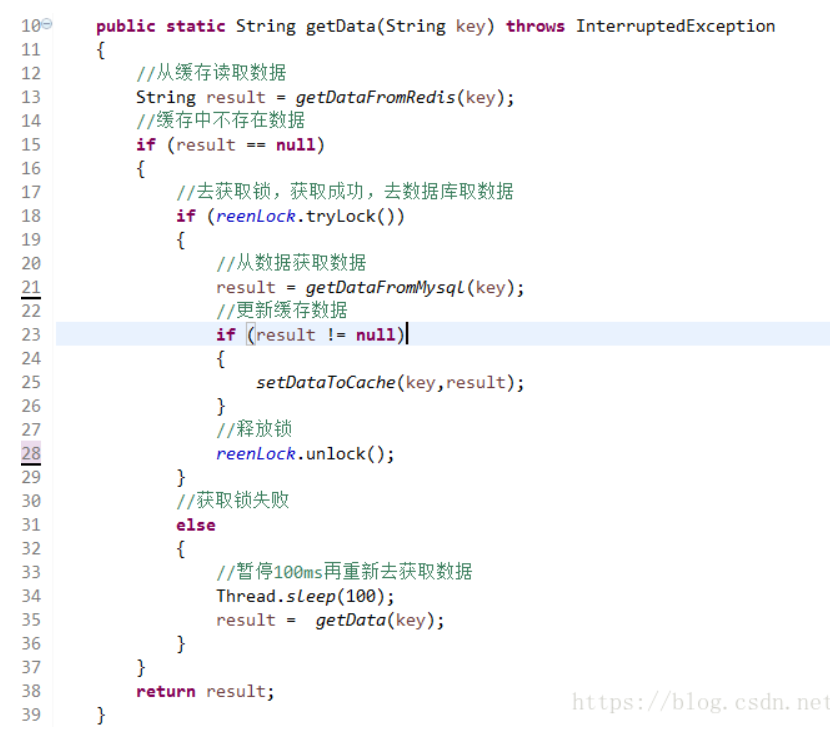 10 public static String getData(String key) throws InterruptedException
11 {
12 //从缓存读取数据
13 String result = getDataFromRedis(key);
14 //缓存中不存在数据
15 if (result == null)
16 {
17 //去获取锁，获取成功，去数据库取数据
18 if (reenLock.tryLock())
19 {
20 //从数据获取数据
21 result = getDataFromMysql(key);
22 //更新缓存数据
23 if (result != null)
24 {
25 setDataToCache(key,result);
26 }
27 //释放锁
28 reenLock.unlock();
29 }
30 //获取锁失败
31 else
32 {
33 //暂停100ms再重新去获取数据
34 Thread.sleep(100);
35 result = getData(key);
36 }
37 }
38 return result;
39 }
https://blog.csdn.net